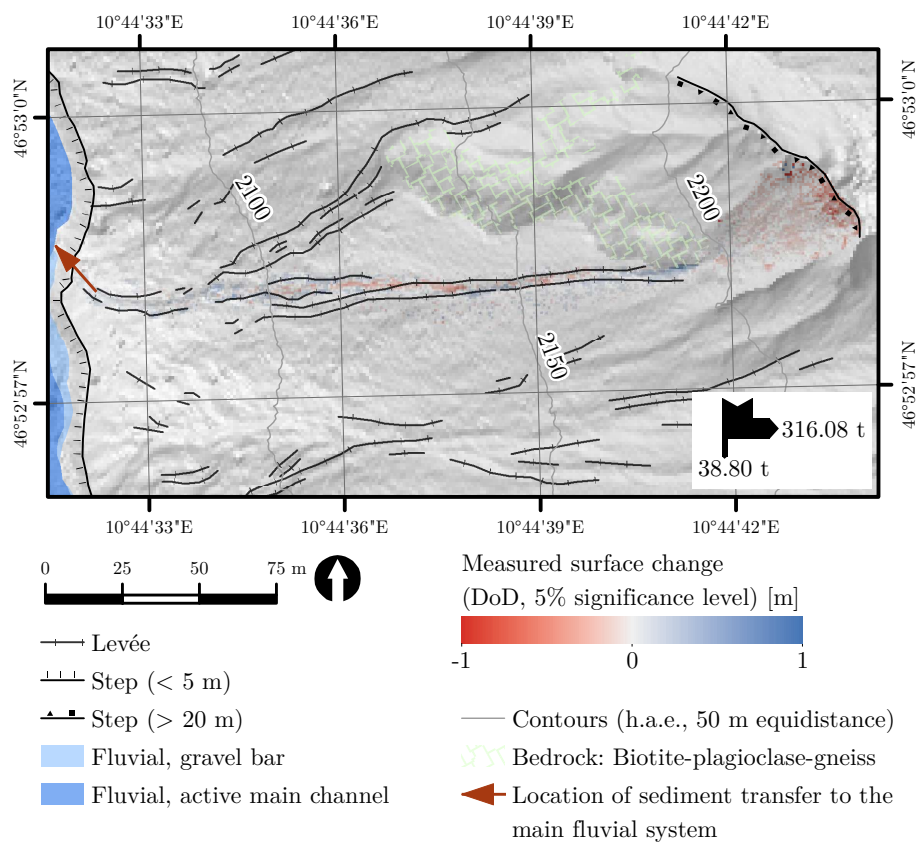 10°44'33"E 10°44'36"E 10°44'39"E 10°44'42"E
46°53'0"N
46°53'0"N
2100
2200
2150
46°52'57"N
46°52'57"N
316.08 t
38.80 t
10°44'33"E 10°44'36"E 10°44'39"E 10°44'42"E
0 25 50 75 m
Measured surface change
(DoD, 5% significance level) [m]
-1 0 1
Levée
Step (< 5 m)
Step (> 20 m)
Fluvial, gravel bar
Fluvial, active main channel
Contours (h.a.e., 50 m equidistance)
Bedrock: Biotite-plagioclase-gneiss
Location of sediment transfer to the
main fluvial system